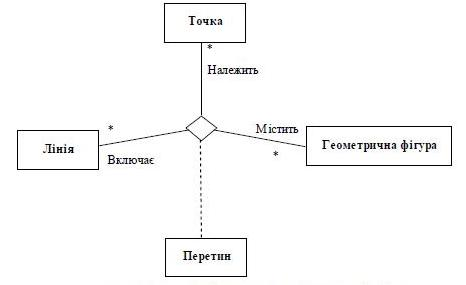 Точка
*
Належить
*
Містить
Лінія
Геометрична фігура
Включає
*
Перетин